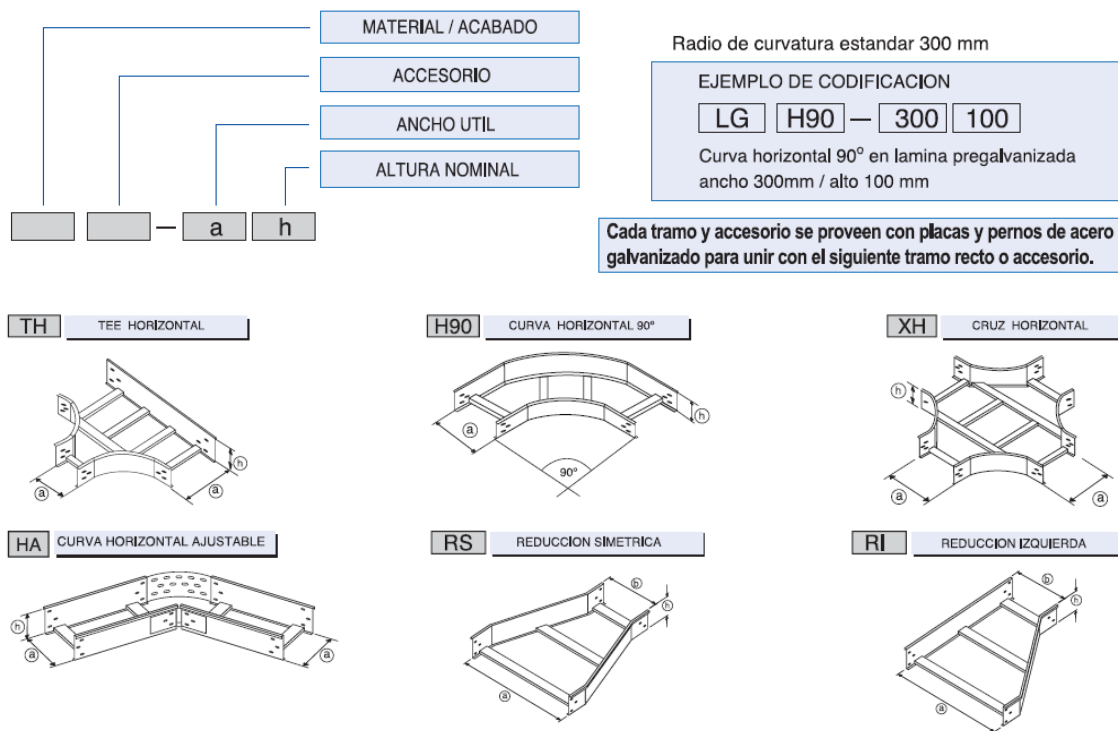 MATERIAL / ACABADO
ACCESORIO
ANCHO UTIL
ALTURA NOMINAL
— a h
Radio de curvatura estandar 300 mm
EJEMPLO DE CODIFICACION
LG H90 — 300 100
Curva horizontal 90° en lamina pregalvanizada
ancho 300mm / alto 100 mm
Cada tramo y accesorio se proveen con placas y pernos de acero
galvanizado para unir con el siguiente tramo recto o accesorio.
TH TEE HORIZONTAL
h
a a
H90 CURVA HORIZONTAL 90°
h
a
90°
XH CRUZ HORIZONTAL
h
a a
HA CURVA HORIZONTAL AJUSTABLE
h
a a
RS REDUCCION SIMETRICA
b
h
a
RI REDUCCION IZQUIERDA
b
h
a